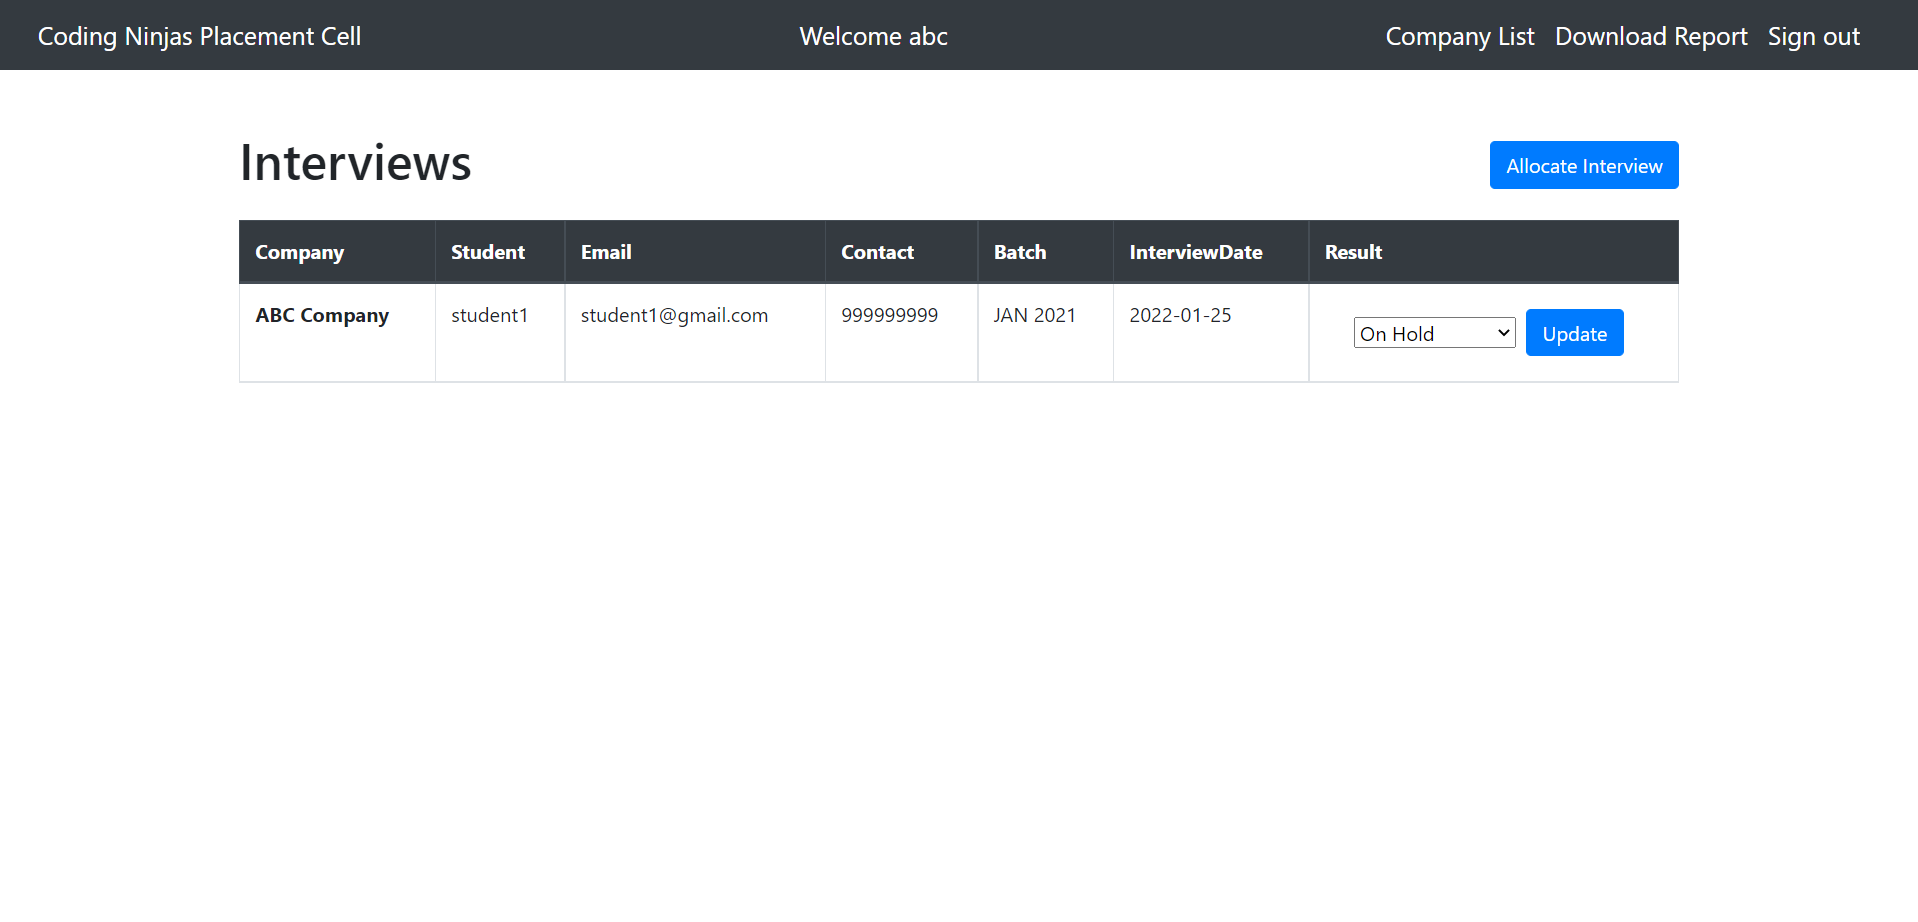 Coding Ninjas Placement Cell Welcome abc Company List Download Report Sign out
Interviews Allocate Interview
Company Student Email Contact Batch InterviewDate Result
ABC Company student1 student1@gmail.com 999999999 JAN 2021 2022-01-25 On Hold Update